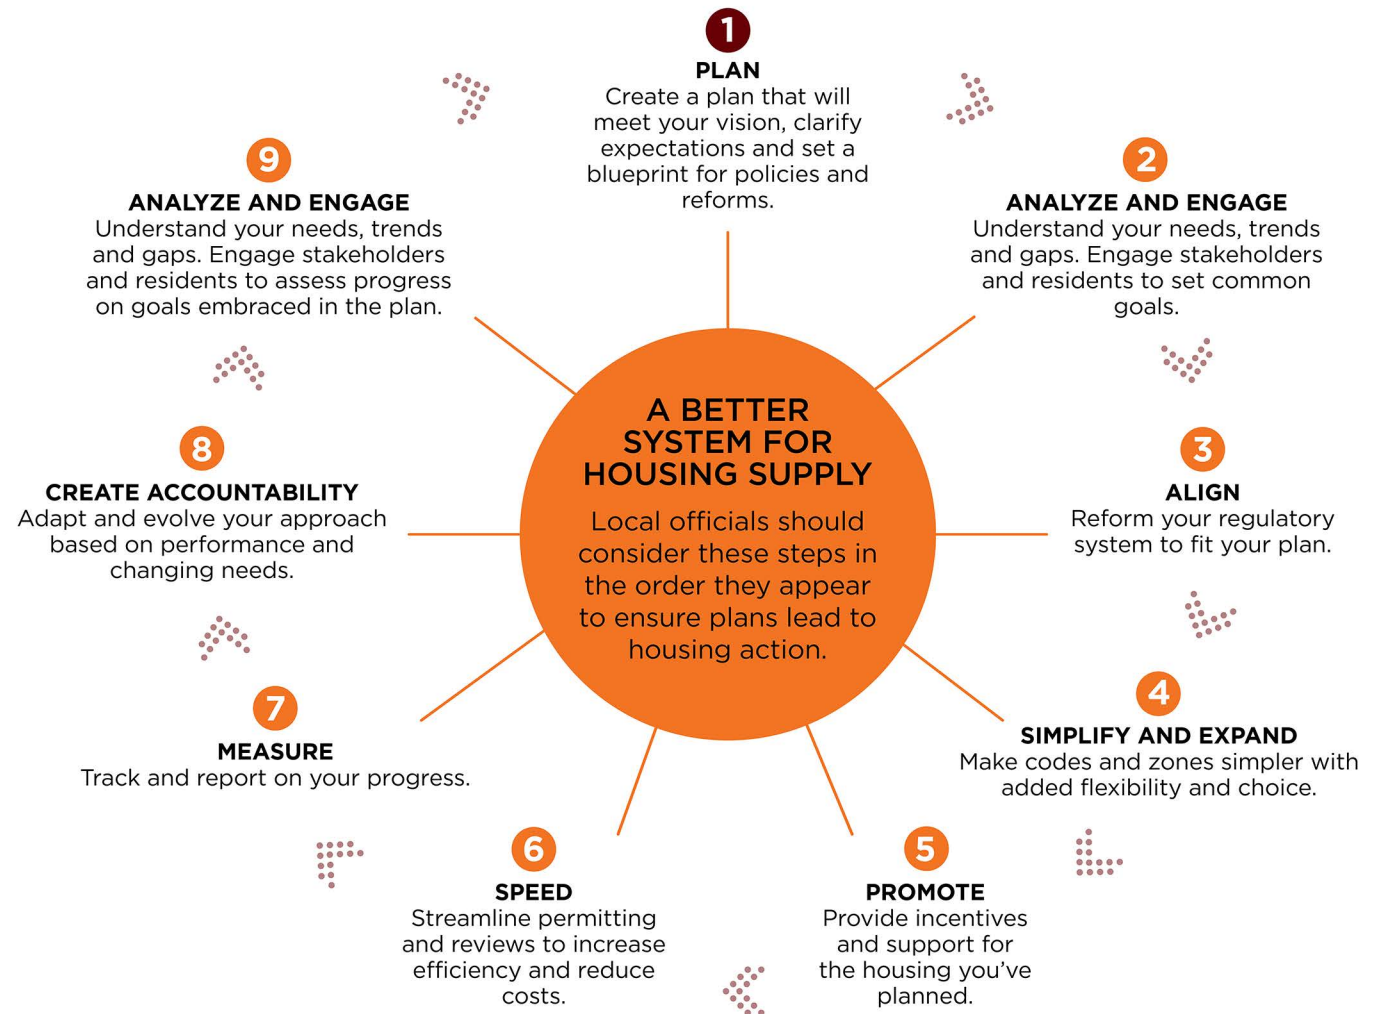 1
PLAN
Create a plan that will
meet your vision, clarify
expectations and set a
blueprint for policies and
reforms.
2
ANALYZE AND ENGAGE
Understand your needs, trends
and gaps. Engage stakeholders
and residents to set common
goals.
3
ALIGN
Reform your regulatory
system to fit your plan.
4
SIMPLIFY AND EXPAND
Make codes and zones simpler with
added flexibility and choice.
5
PROMOTE
Provide incentives
and support for
the housing you’ve
planned.
6
SPEED
Streamline permitting
and reviews to increase
efficiency and reduce
costs.
7
MEASURE
Track and report on your progress.
8
CREATE ACCOUNTABILITY
Adapt and evolve your approach
based on performance and
changing needs.
9
ANALYZE AND ENGAGE
Understand your needs, trends
and gaps. Engage stakeholders
and residents to assess progress
on goals embraced in the plan.
A BETTER
SYSTEM FOR
HOUSING SUPPLY
Local officials should
consider these steps in
the order they appear
to ensure plans lead to
housing action.